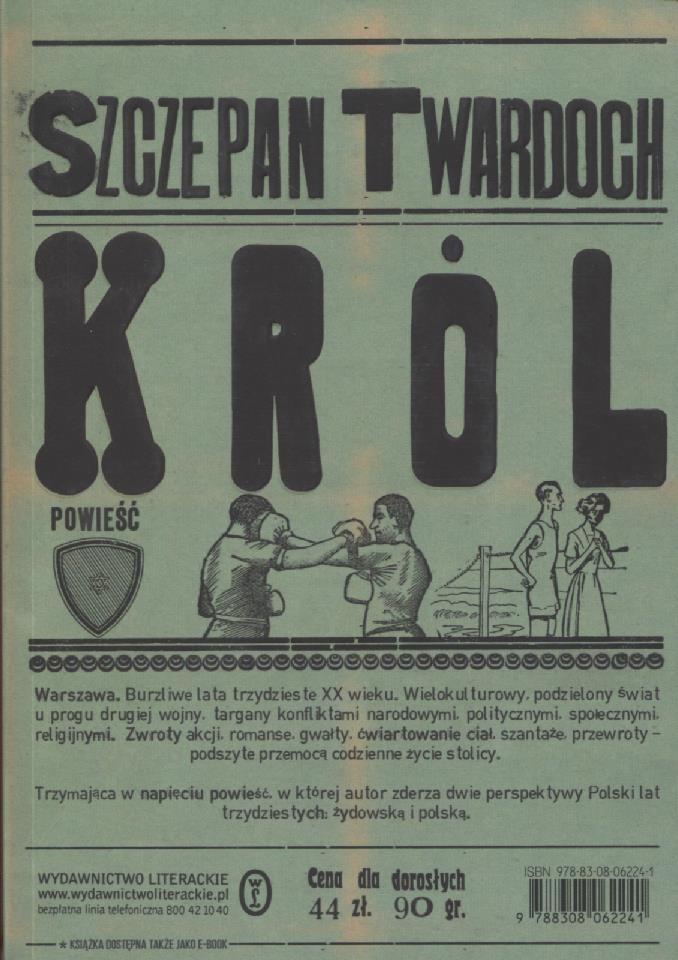 SZCZEPAN TWARDOCH
KRÓL
POWIEŚĆ
Warszawa. Burzliwe lata trzydzieste XX wieku. Wielokulturowy, podzielony świat
u progu drugiej wojny, targany konfliktami narodowymi, politycznymi, społecznymi,
religijnymi. Zwroty akcji, romanse, gwałty, ćwiartowanie ciał, szantaże, przewroty –
podszyte przemocą codzienne życie stolicy.
Trzymająca w napięciu powieść, w której autor zderza dwie perspektywy Polski lat
trzydziestych: żydowską i polską.
WYDAWNICTWO LITERACKIE
www.wydawnictwoliterackie.pl
bezpłatna linia telefoniczna 800 42 10 40
WL
Cena dla dorosłych
44 zł. 90 gr.
ISBN 978-83-08-06224-1
9 788308 062241
* KSIĄŻKA DOSTĘPNA TAKŻE JAKO E-BOOK